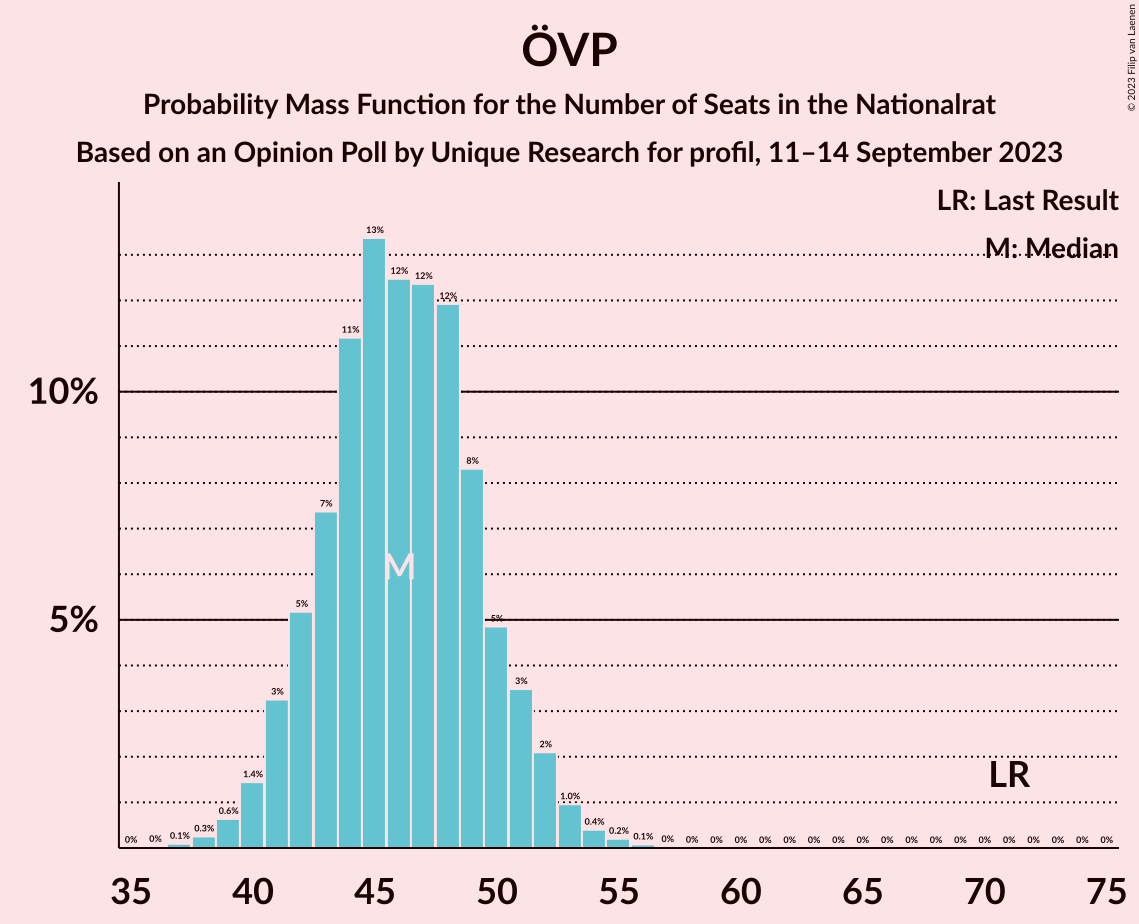 ÖVP
Probability Mass Function for the Number of Seats in the Nationalrat
Based on an Opinion Poll by Unique Research for profil, 11–14 September 2023
© 2023 Filip van Laenen
LR: Last Result
M: Median
10%
5%
0% 0% 0.1% 0.3% 0.6% 1.4% 3% 5% 7% 11% 13% 12% 12% 12% 8% 5% 3% 2% 1.0% 0.4% 0.2% 0.1% 0% 0% 0% 0% 0% 0% 0% 0% 0% 0% 0% 0% 0% 0% 0% 0% 0% 0% 0%
M
LR
35 40 45 50 55 60 65 70 75